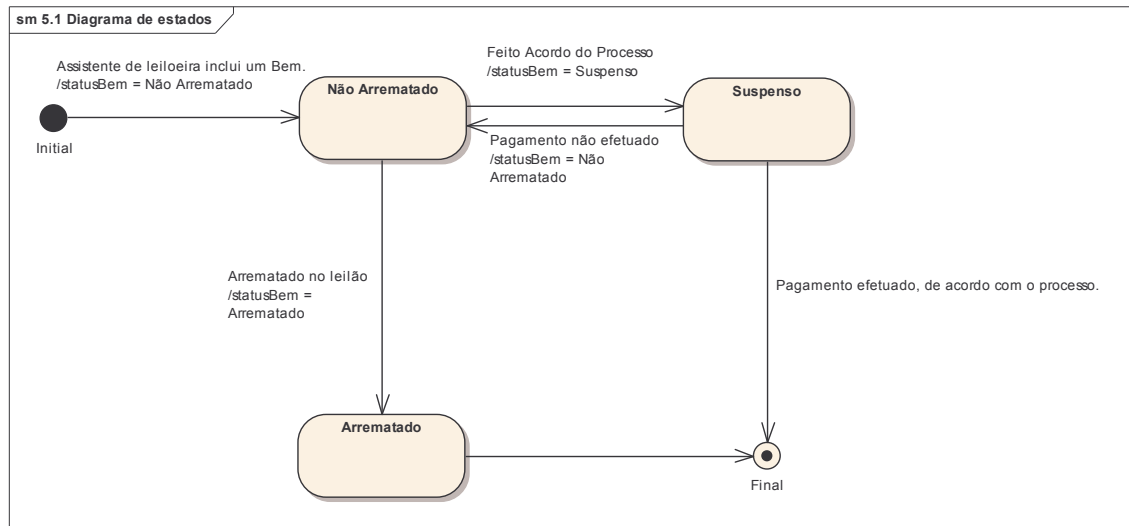 sm 5.1 Diagrama de estados
Assistente de leiloeira inclui um Bem.
/statusBem = Não Arrematado
Initial
Não Arrematado
Feito Acordo do Processo
/statusBem = Suspenso
Suspenso
Pagamento não efetuado
/statusBem = Não
Arrematado
Arrematado no leilão
/statusBem =
Arrematado
Pagamento efetuado, de acordo com o processo.
Arrematado
Final